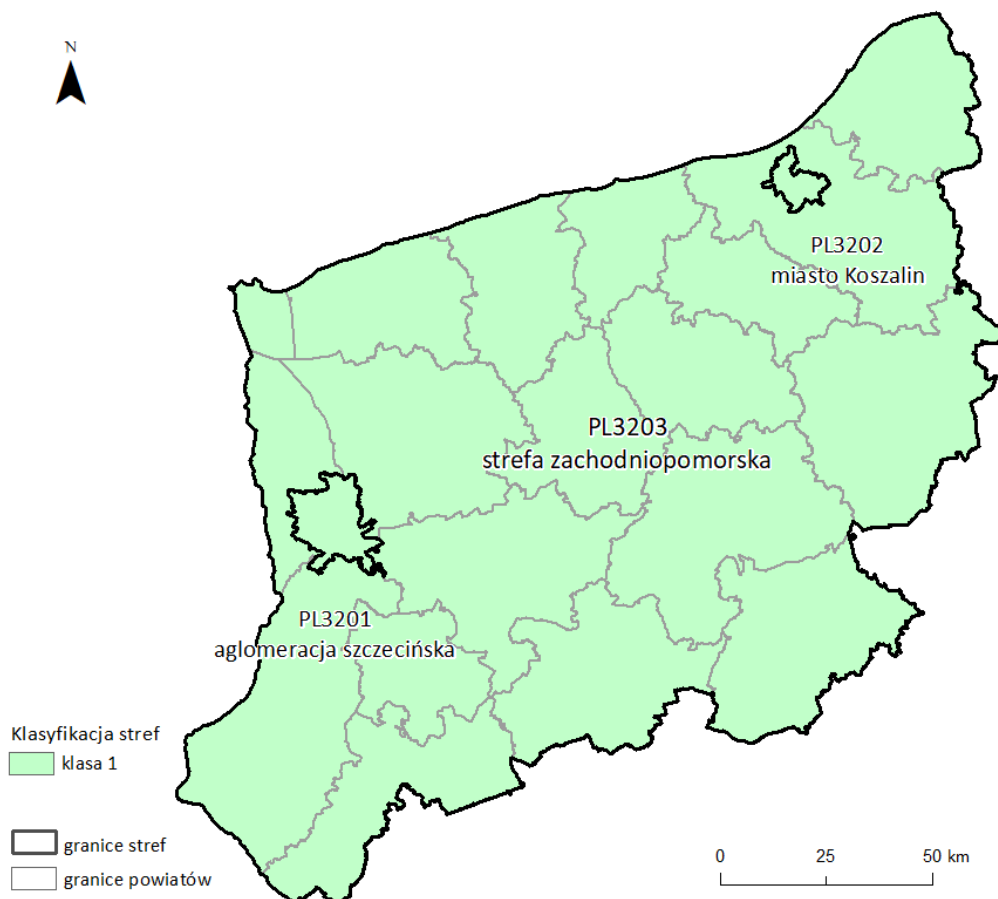 N
PL3202
miasto Koszalin
PL3203
strefa zachodniopomorska
PL3201
aglomeracja szczecińska
Klasyfikacja stref
klasa 1
granice stref
granice powiatów
0 25 50 km